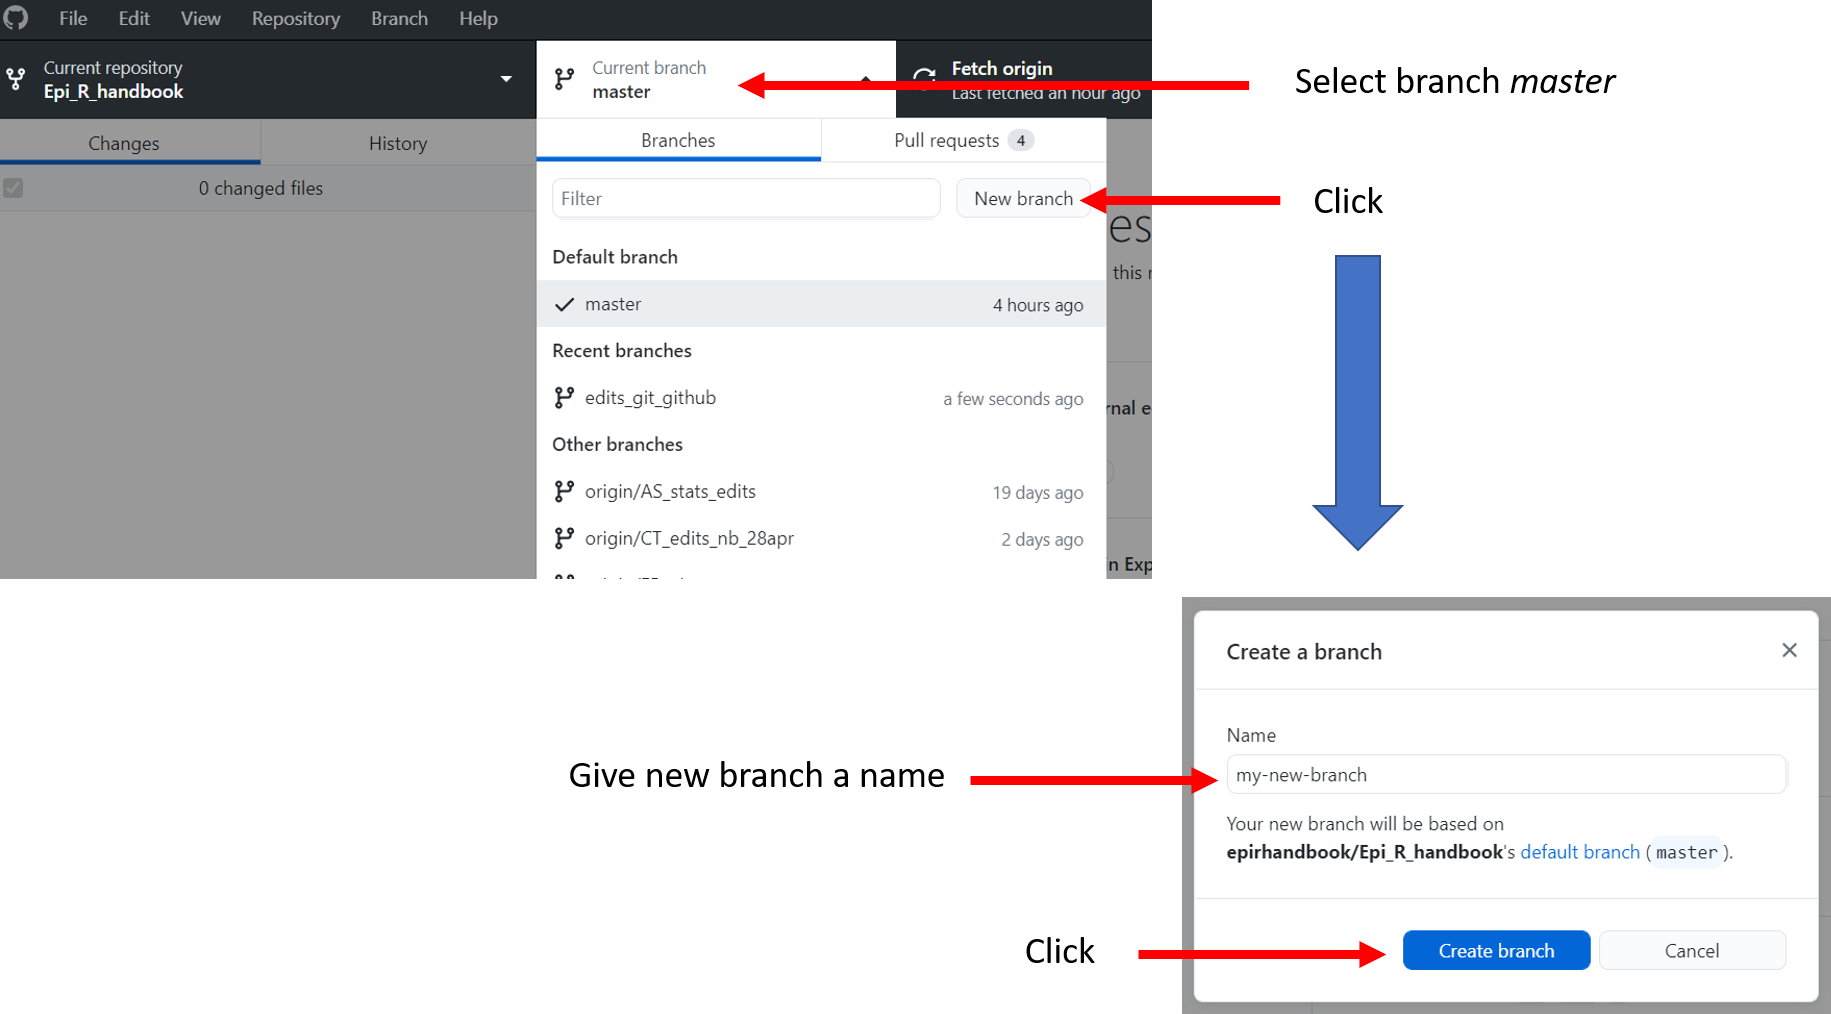 File Edit View Repository Branch Help
Current repository
Epi_R_handbook
Current branch
master
Fetch origin
Last fetched an hour ago
Select branch master
Changes
History
Branches
Pull requests 4
0 changed files
Filter
New branch
Click
es
this
Default branch
master
4 hours ago
Recent branches
edits_git_github
a few seconds ago
rnal e
Other branches
origin/AS_stats_edits
19 days ago
origin/CT_edits_nb_28apr
2 days ago
in Exp
Create a branch
Name
Give new branch a name
my-new-branch
Your new branch will be based on
epirhandbook/Epi_R_handbook's default branch (master).
Click
Create branch
Cancel